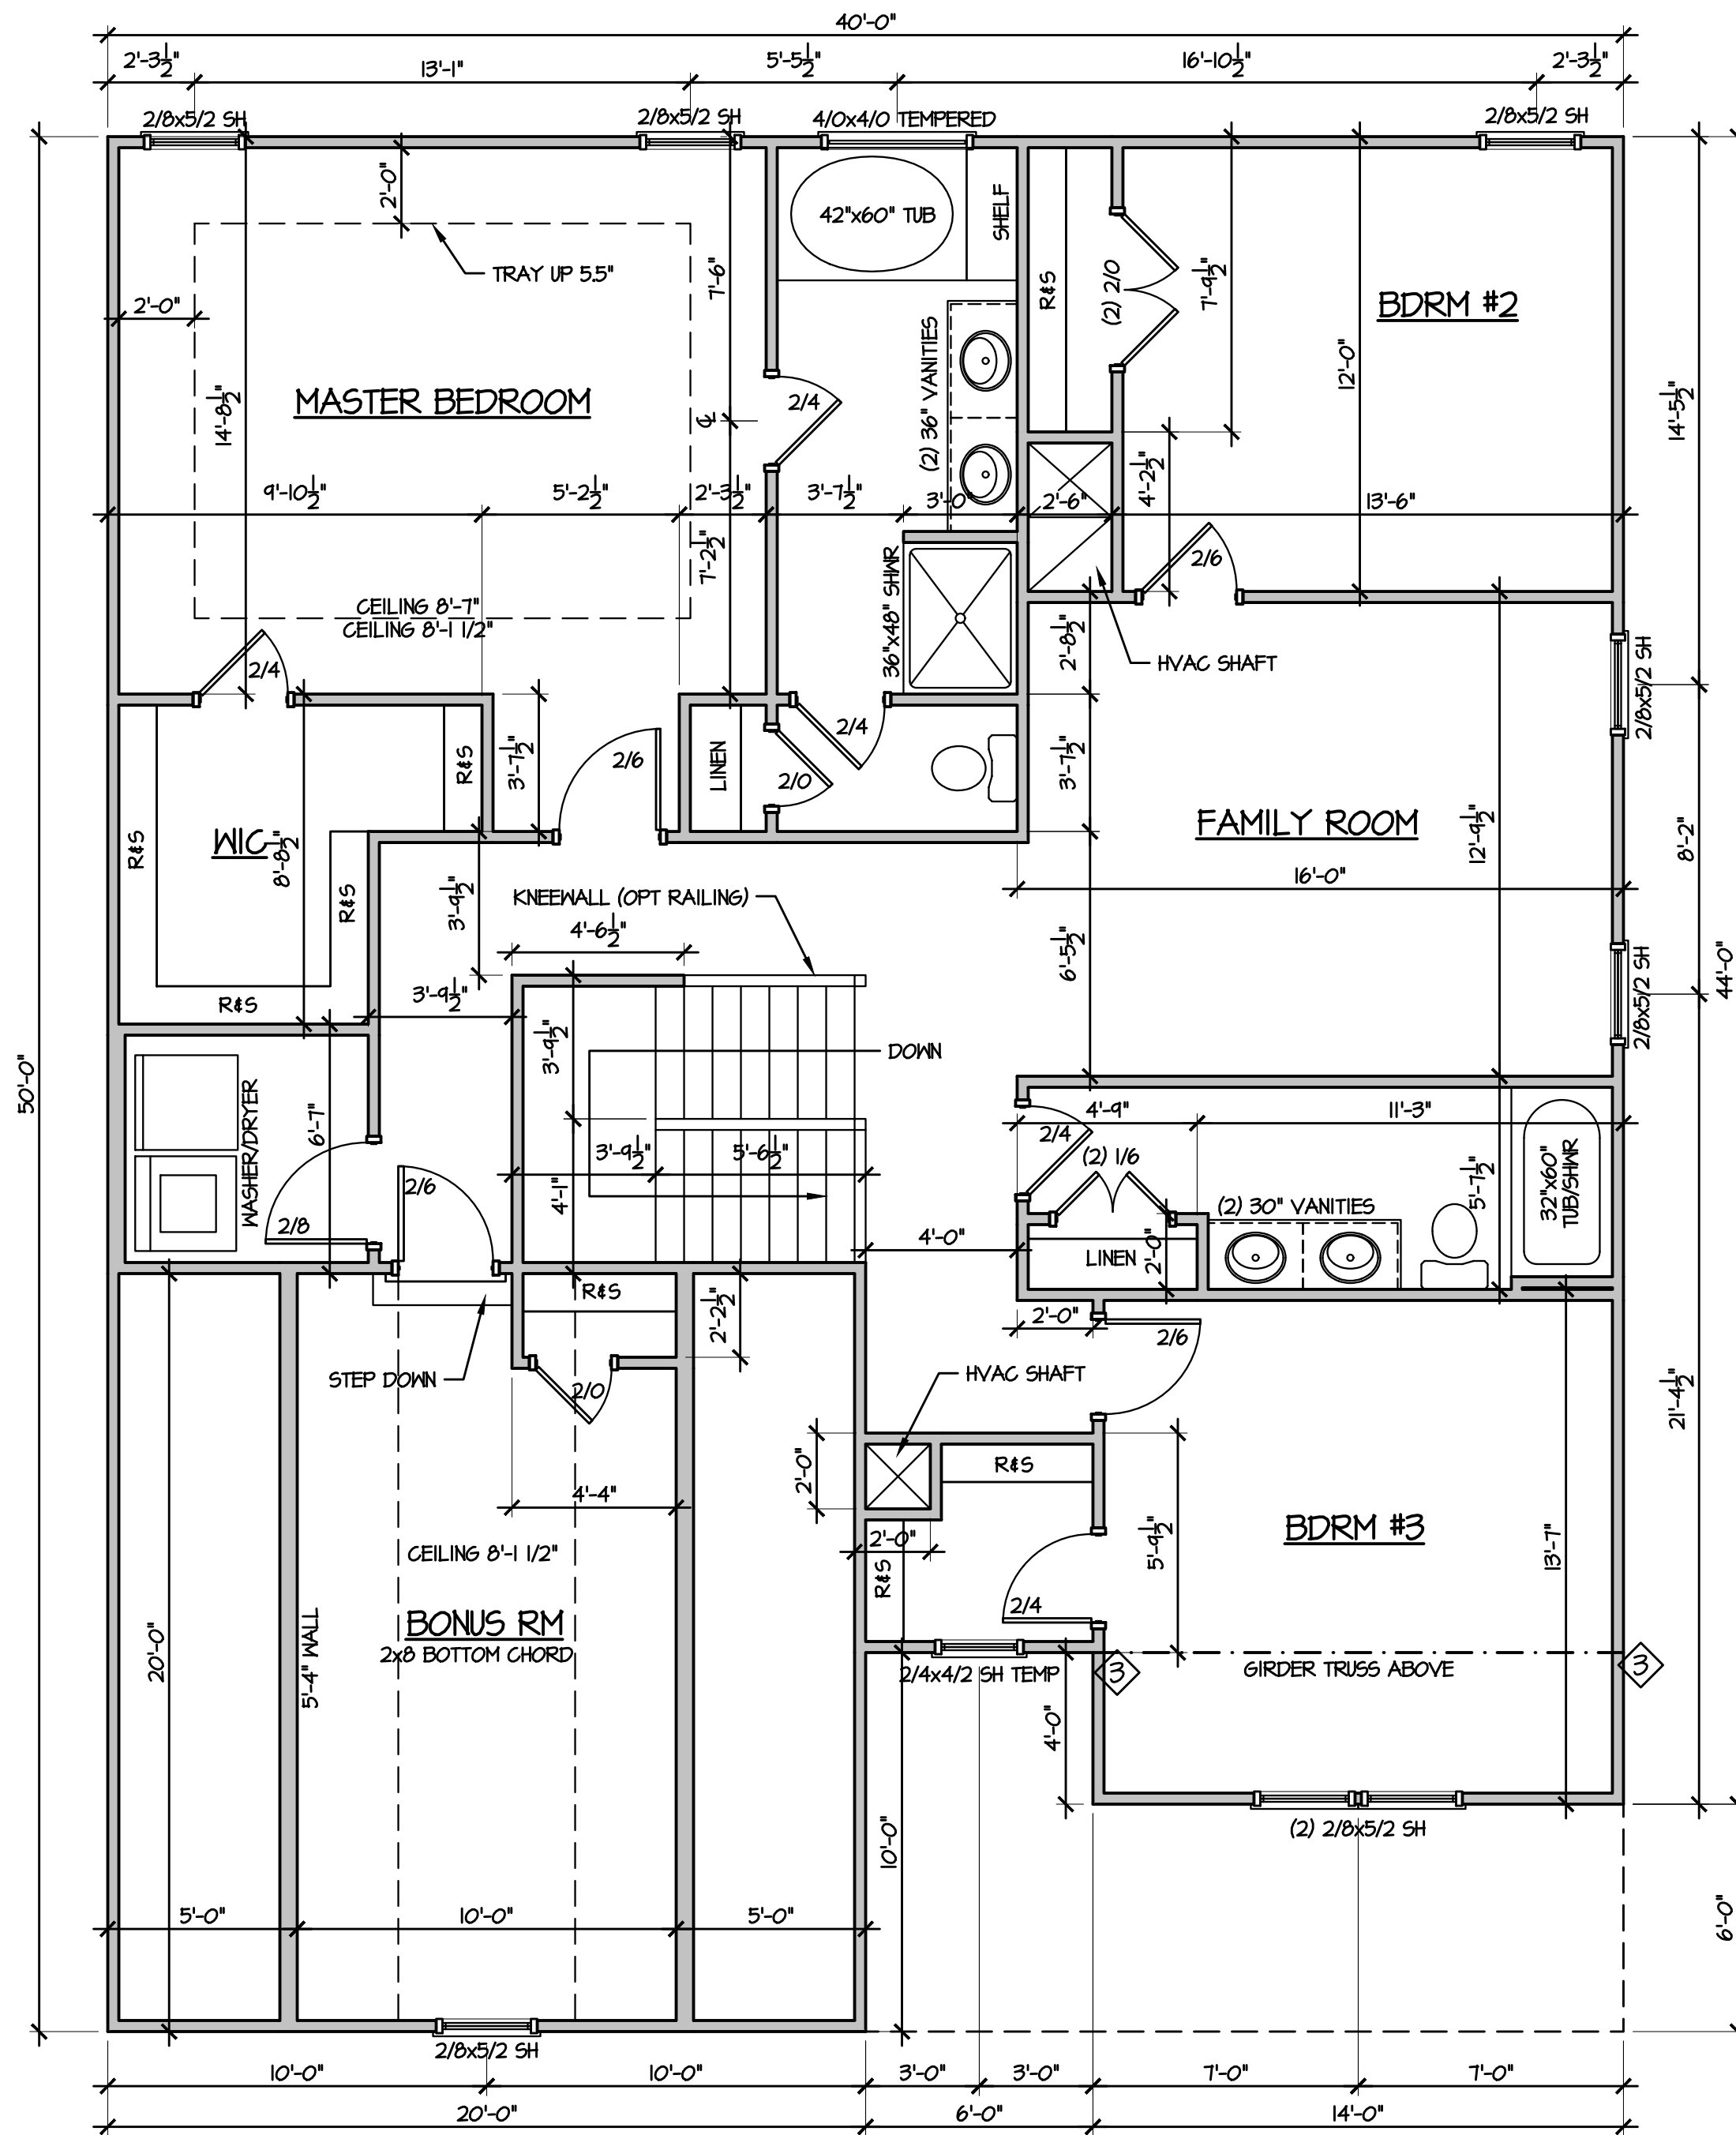 40'-0"
2'-3 1/2"
13'-1"
5'-5 1/2"
16'-10 1/2"
2'-3 1/2"
2/8x5/2 SH
2/8x5/2 SH
4/0x4/0 TEMPERED
2/8x5/2 SH
2'-0"
42"x60" TUB
SHELF
TRAY UP 5.5"
7'-6"
R&S
(2) 2/0
7'-9 1/2"
BDRM #2
2'-0"
12'-0"
14'-8 1/2"
MASTER BEDROOM
2/4
(2) 36" VANITIES
14'-5 1/2"
9'-10 1/2"
5'-2 1/2"
2'-3 1/2"
3'-7 1/2"
3'-0"
2'-6"
4'-2 1/2"
13'-6"
7'-2 1/2"
36"x48" SHWR
2/6
CEILING 8'-7"
CEILING 8'-1 1/2"
2/4
2'-8 1/2"
HVAC SHAFT
2/8x5/2 SH
R&S
3'-7 1/2"
2/6
LINEN
2/4
2/0
3'-7 1/2"
R&S
WIC
8'-8 1/2"
FAMILY ROOM
12'-9 1/2"
8'-2"
R&S
3'-9 1/2"
KNEEWALL (OPT RAILING)
16'-0"
4'-6 1/2"
6'-5 1/2"
44'-0"
2/8x5/2 SH
R&S
3'-9 1/2"
3'-9 1/2"
DOWN
50'-0"
WASHER/DRYER
6'-7"
4'-9"
11'-3"
2/4
(2) 1/6
3'-9 1/2"
5'-6 1/2"
2/6
4'-1"
5'-7 1/2"
32"x60"
TUB/SHWR
2/8
(2) 30" VANITIES
4'-0"
LINEN
2'-0"
R&S
2'-2 1/2"
2'-0"
2/6
STEP DOWN
2/0
HVAC SHAFT
21'-4 1/2"
R&S
2'-0"
4'-4"
BDRM #3
5'-9 1/2"
13'-7"
CEILING 8'-1 1/2"
2'-0"
R&S
2/4
BONUS RM
2x8 BOTTOM CHORD
20'-0"
5'-4" WALL
2/4x4/2 SH TEMP
3
GIRDER TRUSS ABOVE
3
4'-0"
10'-0"
(2) 2/8x5/2 SH
5'-0"
10'-0"
5'-0"
6'-0"
2/8x5/2 SH
10'-0"
10'-0"
3'-0"
3'-0"
7'-0"
7'-0"
20'-0"
6'-0"
14'-0"